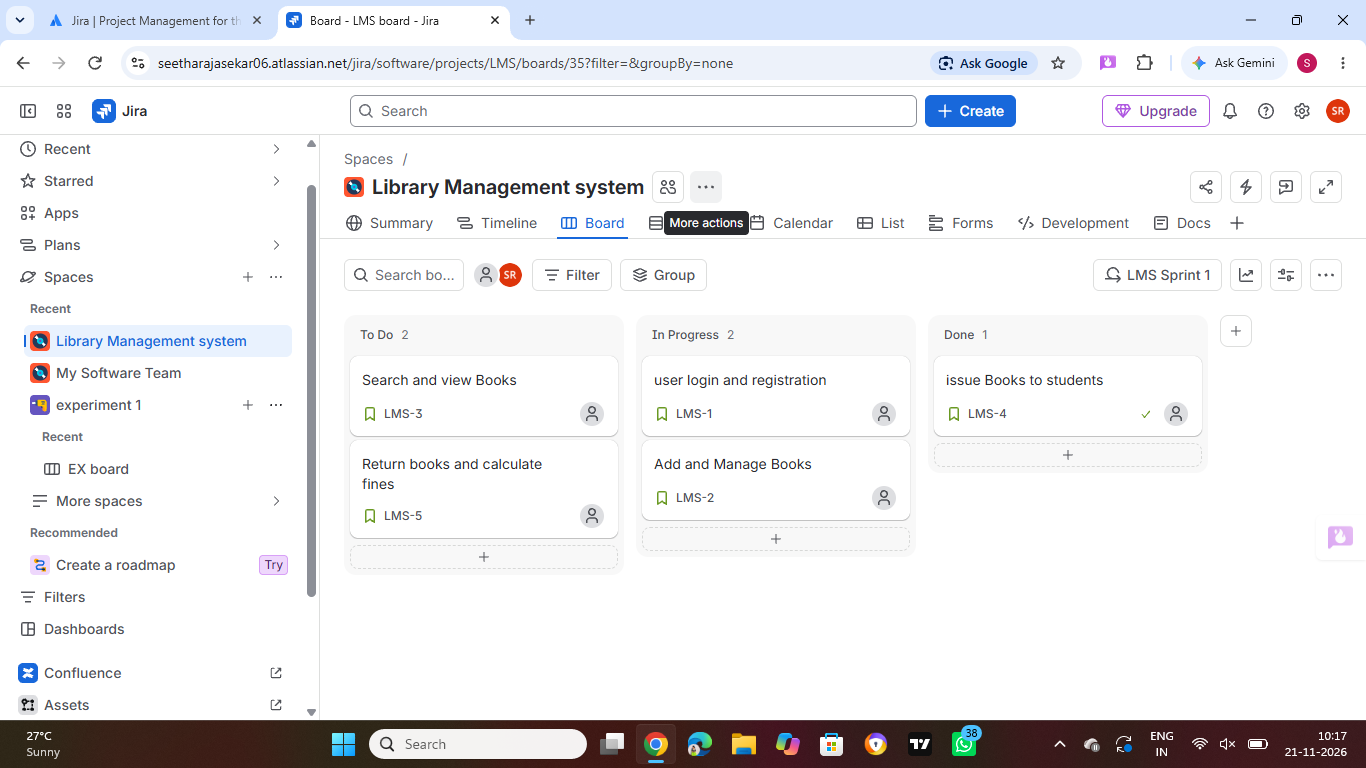 Jira | Project Management for th
Board - LMS board - Jira
seetharajasekar06.atlassian.net/jira/software/projects/LMS/boards/35?filter=&groupBy=none
Ask Google
Ask Gemini
S
Jira
Search
Create
Upgrade
SR
Recent
Starred
Apps
Plans
Spaces
Recent
Library Management system
My Software Team
experiment 1
Recent
EX board
More spaces
Recommended
Create a roadmap
Try
Filters
Dashboards
Confluence
Assets
Spaces /
Library Management system
Summary
Timeline
Board
More actions
Calendar
List
Forms
Development
Docs
Search bo...
SR
Filter
Group
LMS Sprint 1
To Do 2
Search and view Books
LMS-3
Return books and calculate
fines
LMS-5
In Progress 2
user login and registration
LMS-1
Add and Manage Books
LMS-2
Done 1
issue Books to students
LMS-4
27°C
Sunny
Search
38
ENG
IN
10:17
21-11-2026